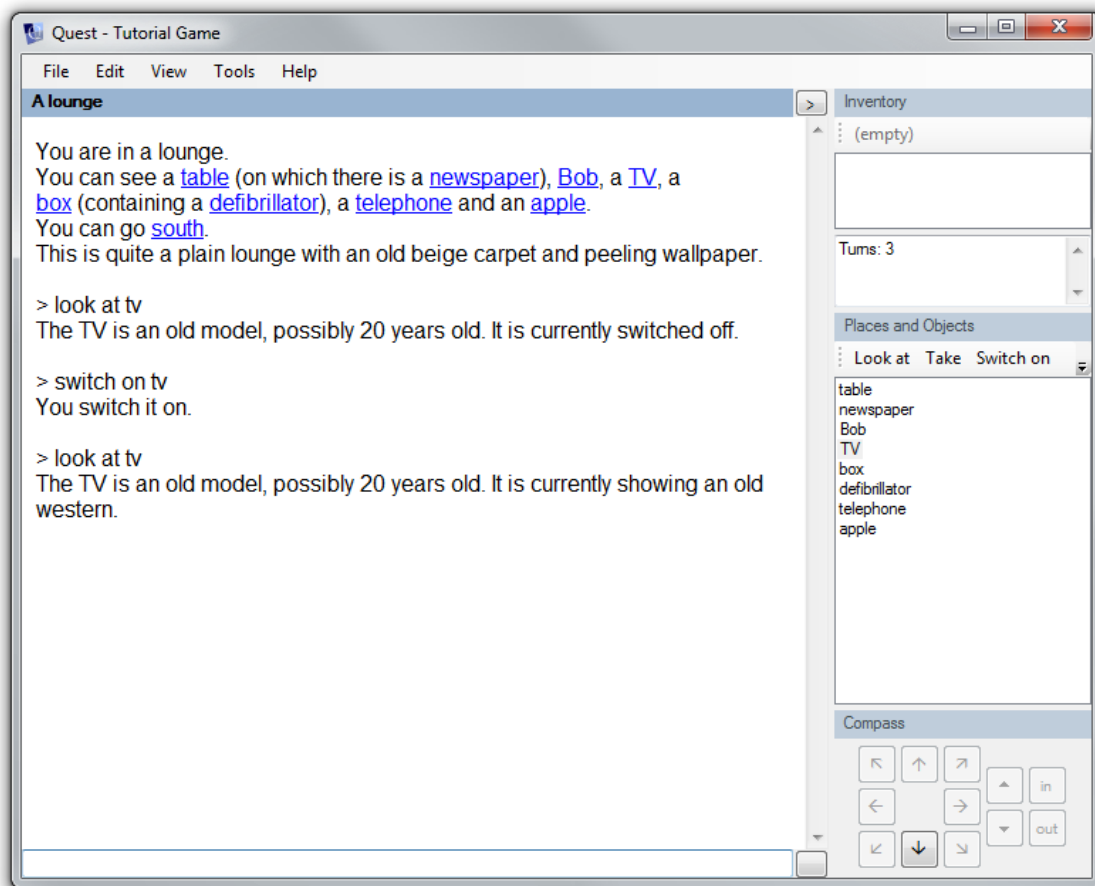 Quest - Tutorial Game
File Edit View Tools Help
A lounge
>
You are in a lounge.
You can see a table (on which there is a newspaper), Bob, a TV, a
box (containing a defibrillator), a telephone and an apple.
You can go south.
This is quite a plain lounge with an old beige carpet and peeling wallpaper.
> look at tv
The TV is an old model, possibly 20 years old. It is currently switched off.
> switch on tv
You switch it on.
> look at tv
The TV is an old model, possibly 20 years old. It is currently showing an old
western.
Inventory
(empty)
Turns: 3
Places and Objects
Look at Take Switch on
table
newspaper
Bob
TV
box
defibrillator
telephone
apple
Compass
in
out